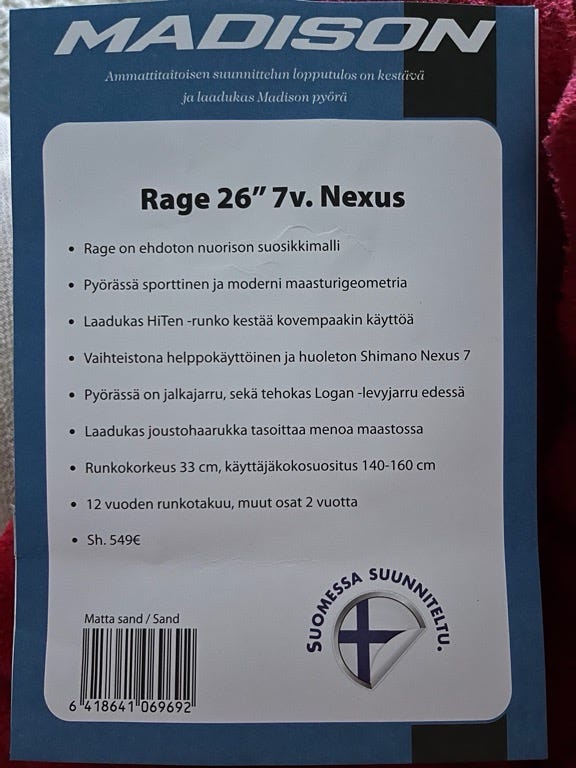 MADISON
Ammattitaitoisen suunnittelun lopputulos on kestävä
ja laadukas Madison pyörä
Rage 26” 7v. Nexus
• Rage on ehdoton nuorison suosikkimalli
• Pyörässä sporttinen ja moderni maasturigeometria
• Laadukas HiTen -runko kestää kovempaakin käyttöä
• Vaihteistona helppokäyttöinen ja huoleton Shimano Nexus 7
• Pyörässä on jalkajarru, sekä tehokas Logan -levyjarru edessä
• Laadukas joustohaarukka tasoittaa menoa maastossa
• Runkokorkeus 33 cm, käyttäjäkokosuositus 140-160 cm
• 12 vuoden runkotakuu, muut osat 2 vuotta
• Sh. 549€
SUOMESSA SUUNNITELTU.
Matta sand / Sand
6 418641 069692